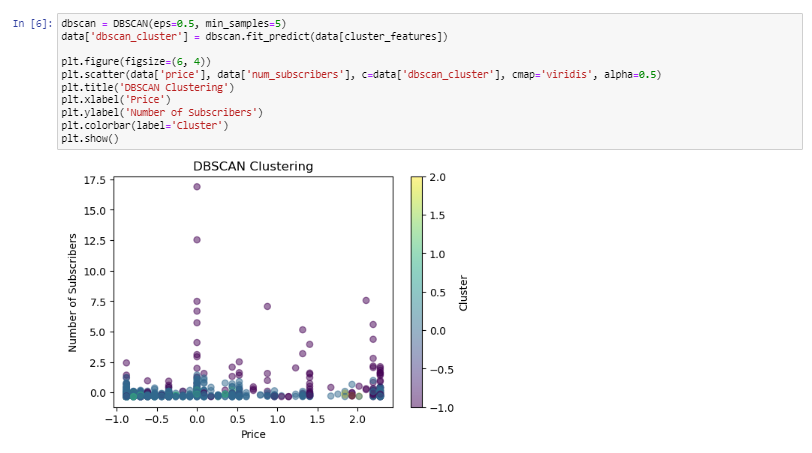 In [6]: dbscan = DBSCAN(eps=0.5, min_samples=5)
data['dbscan_cluster'] = dbscan.fit_predict(data[cluster_features])
plt.figure(figsize=(6, 4))
plt.scatter(data['price'], data['num_subscribers'], c=data['dbscan_cluster'], cmap='viridis', alpha=0.5)
plt.title('DBSCAN Clustering')
plt.xlabel('Price')
plt.ylabel('Number of Subscribers')
plt.colorbar(label='Cluster')
plt.show()
DBSCAN Clustering
17.5
15.0
12.5
10.0
7.5
5.0
2.5
0.0
Number of Subscribers
−1.0 −0.5 0.0 0.5 1.0 1.5 2.0
Price
2.0
1.5
1.0
0.5
0.0
−0.5
−1.0
Cluster